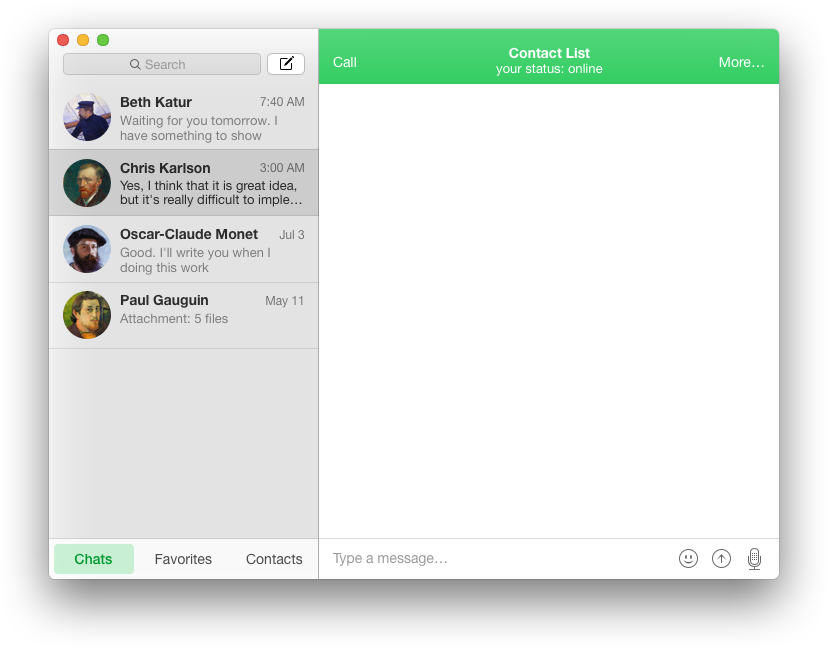 Search
Beth Katur
7:40 AM
Waiting for you tomorrow. I
have something to show
Chris Karlson
3:00 AM
Yes, I think that it is great idea,
but it's really difficult to imple…
Oscar-Claude Monet
Jul 3
Good. I'll write you when I
doing this work
Paul Gauguin
May 11
Attachment: 5 files
Chats
Favorites
Contacts
Call
Contact List
your status: online
More…
Type a message…